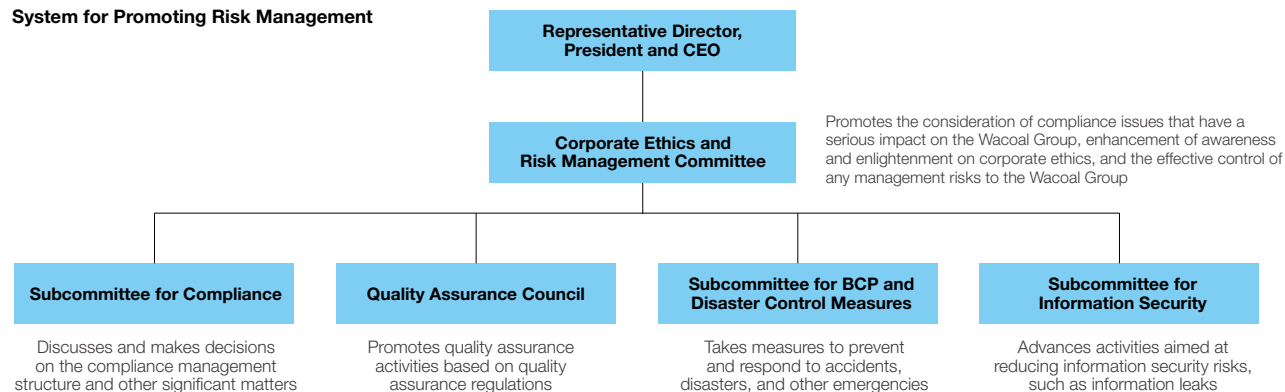 System for Promoting Risk Management
Representative Director,
President and CEO
Corporate Ethics and
Risk Management Committee
Promotes the consideration of compliance issues that have a
serious impact on the Wacoal Group, enhancement of awareness
and enlightenment on corporate ethics, and the effective control of
any management risks to the Wacoal Group
Subcommittee for Compliance
Discusses and makes decisions
on the compliance management
structure and other significant matters
Quality Assurance Council
Promotes quality assurance
activities based on quality
assurance regulations
Subcommittee for BCP and
Disaster Control Measures
Takes measures to prevent
and respond to accidents,
disasters, and other emergencies
Subcommittee for
Information Security
Advances activities aimed at
reducing information security risks,
such as information leaks